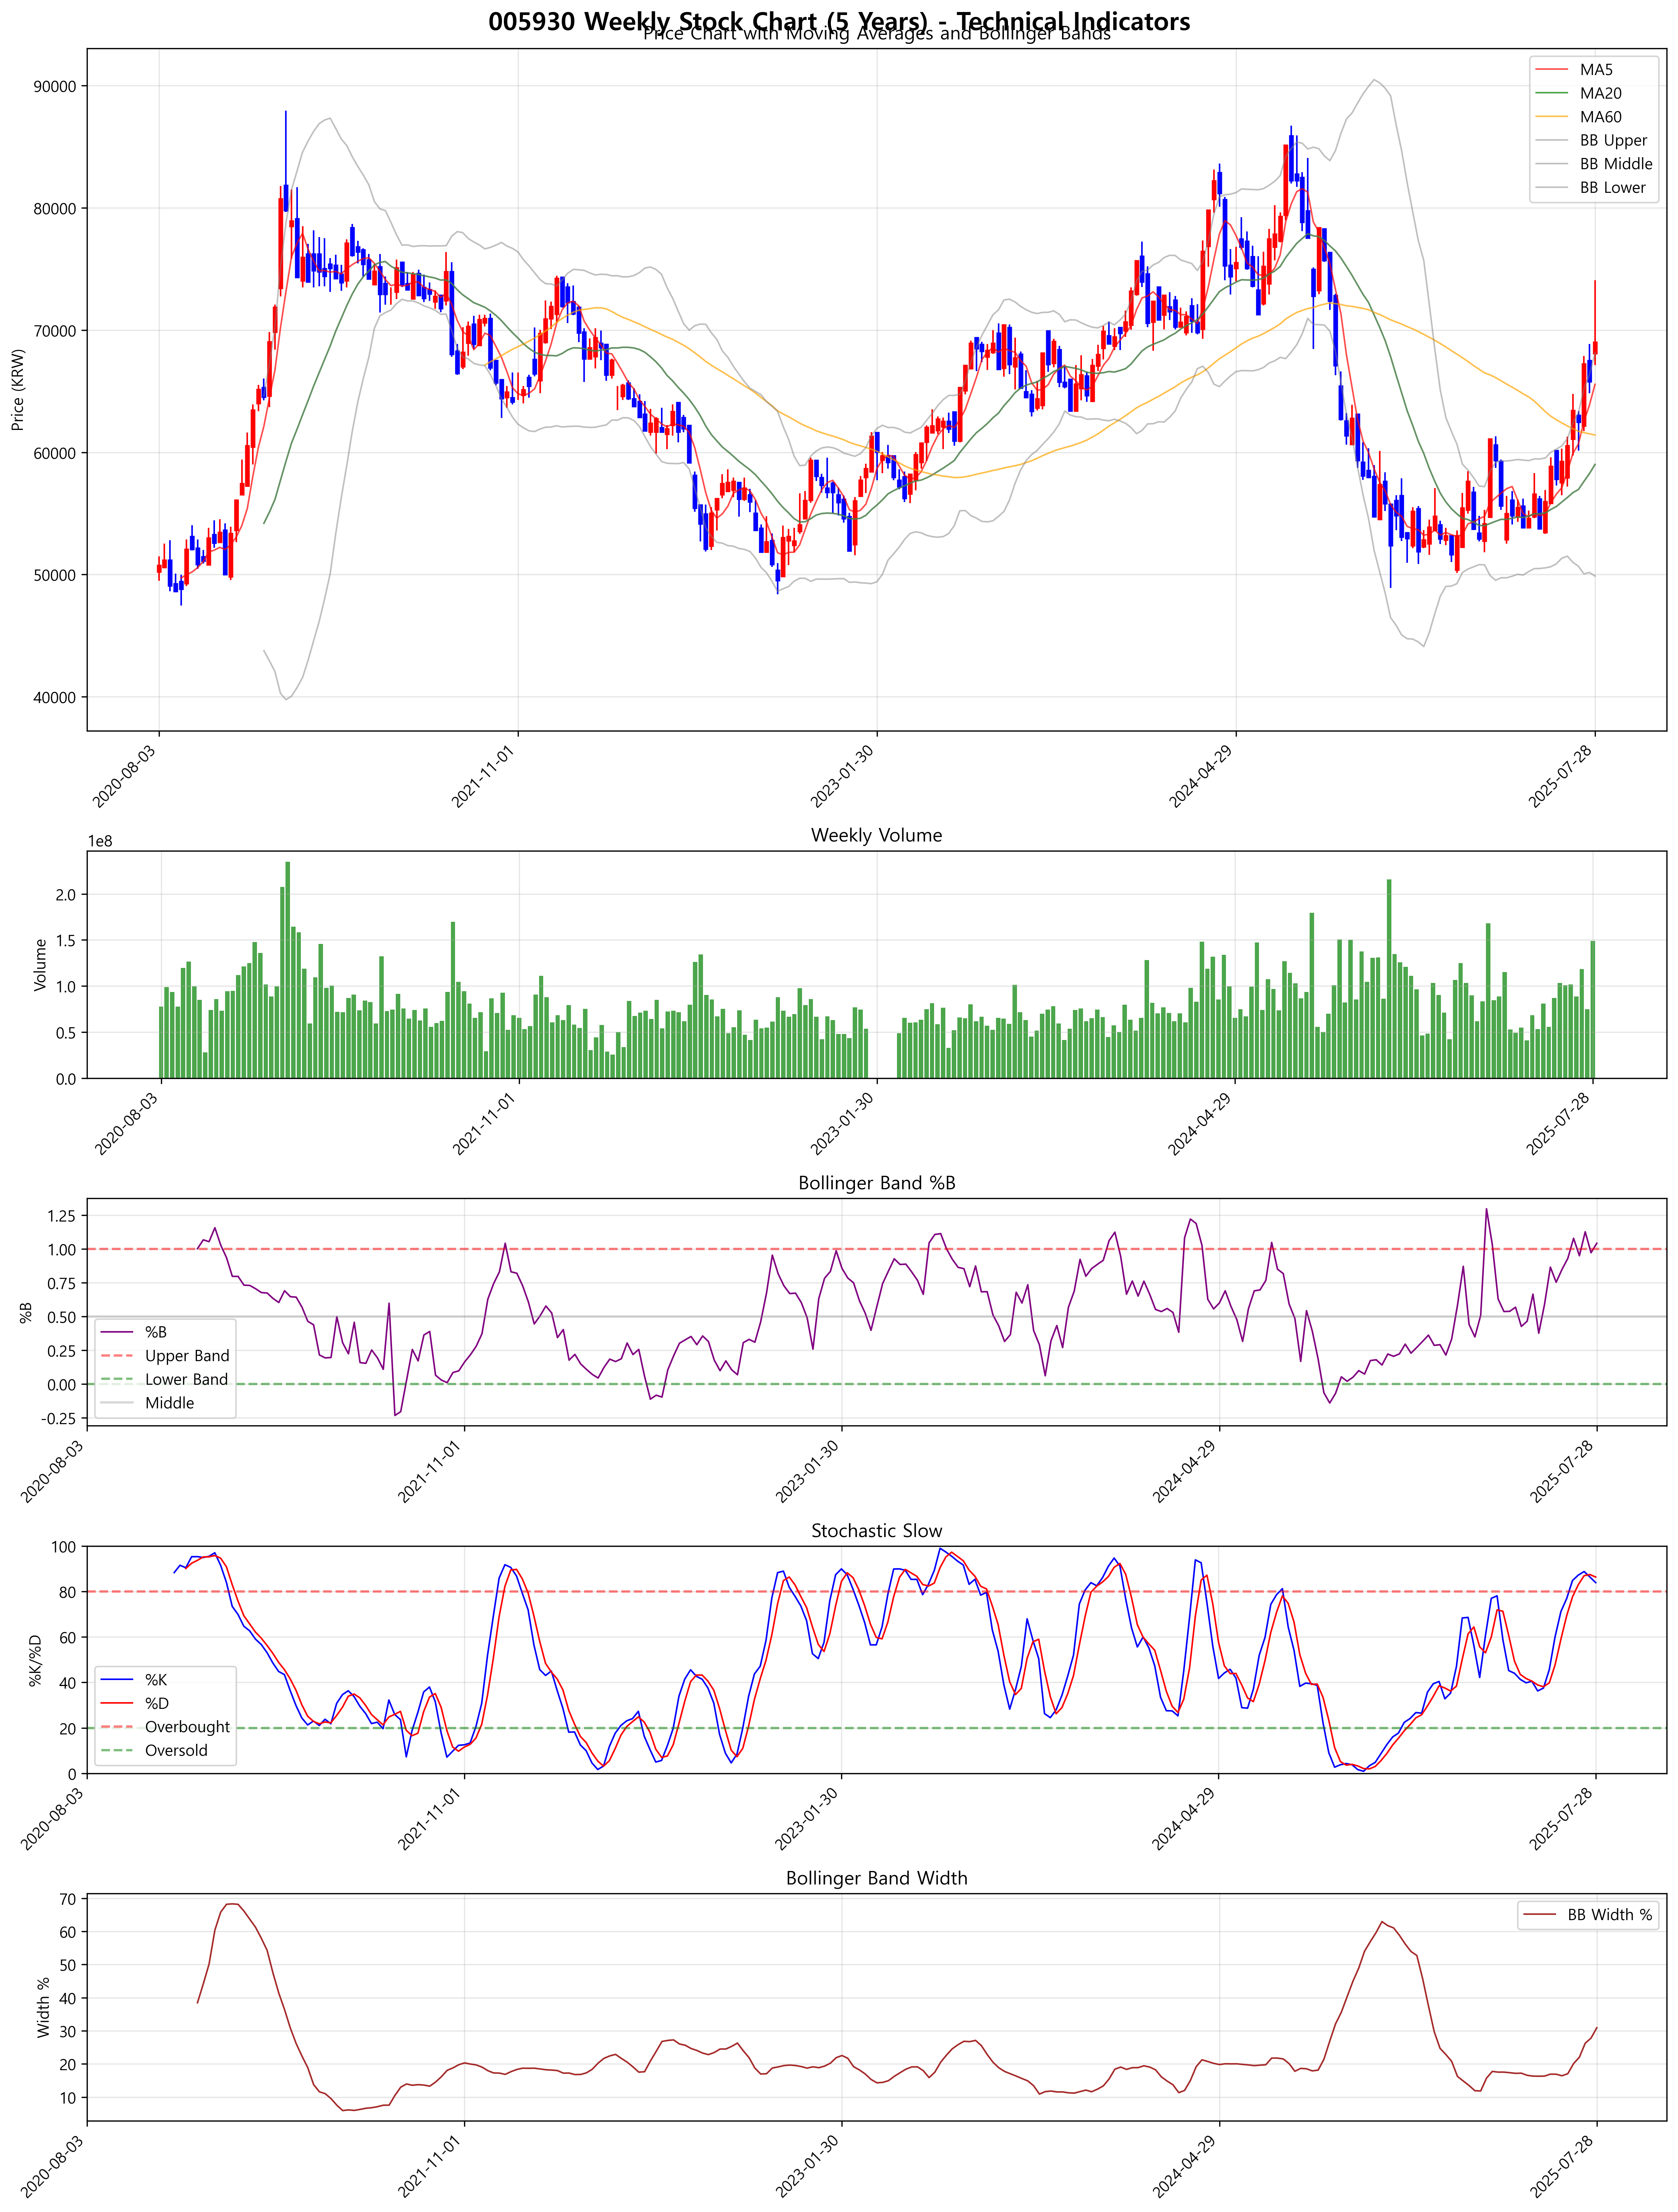 005930 Weekly Stock Chart (5 Years) - Technical Indicators
Price Chart with Moving Averages and Bollinger Bands
Price (KRW)
90000
80000
70000
60000
50000
40000
MA5
MA20
MA60
BB Upper
BB Middle
BB Lower
2020-08-03
2021-11-01
2023-01-30
2024-04-29
2025-07-28
Weekly Volume
1e8
Volume
2.0
1.5
1.0
0.5
0.0
2020-08-03
2021-11-01
2023-01-30
2024-04-29
2025-07-28
Bollinger Band %B
%B
1.25
1.00
0.75
0.50
0.25
0.00
-0.25
%B
Upper Band
Lower Band
Middle
2020-08-03
2021-11-01
2023-01-30
2024-04-29
2025-07-28
Stochastic Slow
%K/%D
100
80
60
40
20
0
%K
%D
Overbought
Oversold
2020-08-03
2021-11-01
2023-01-30
2024-04-29
2025-07-28
Bollinger Band Width
Width %
70
60
50
40
30
20
10
BB Width %
2020-08-03
2021-11-01
2023-01-30
2024-04-29
2025-07-28